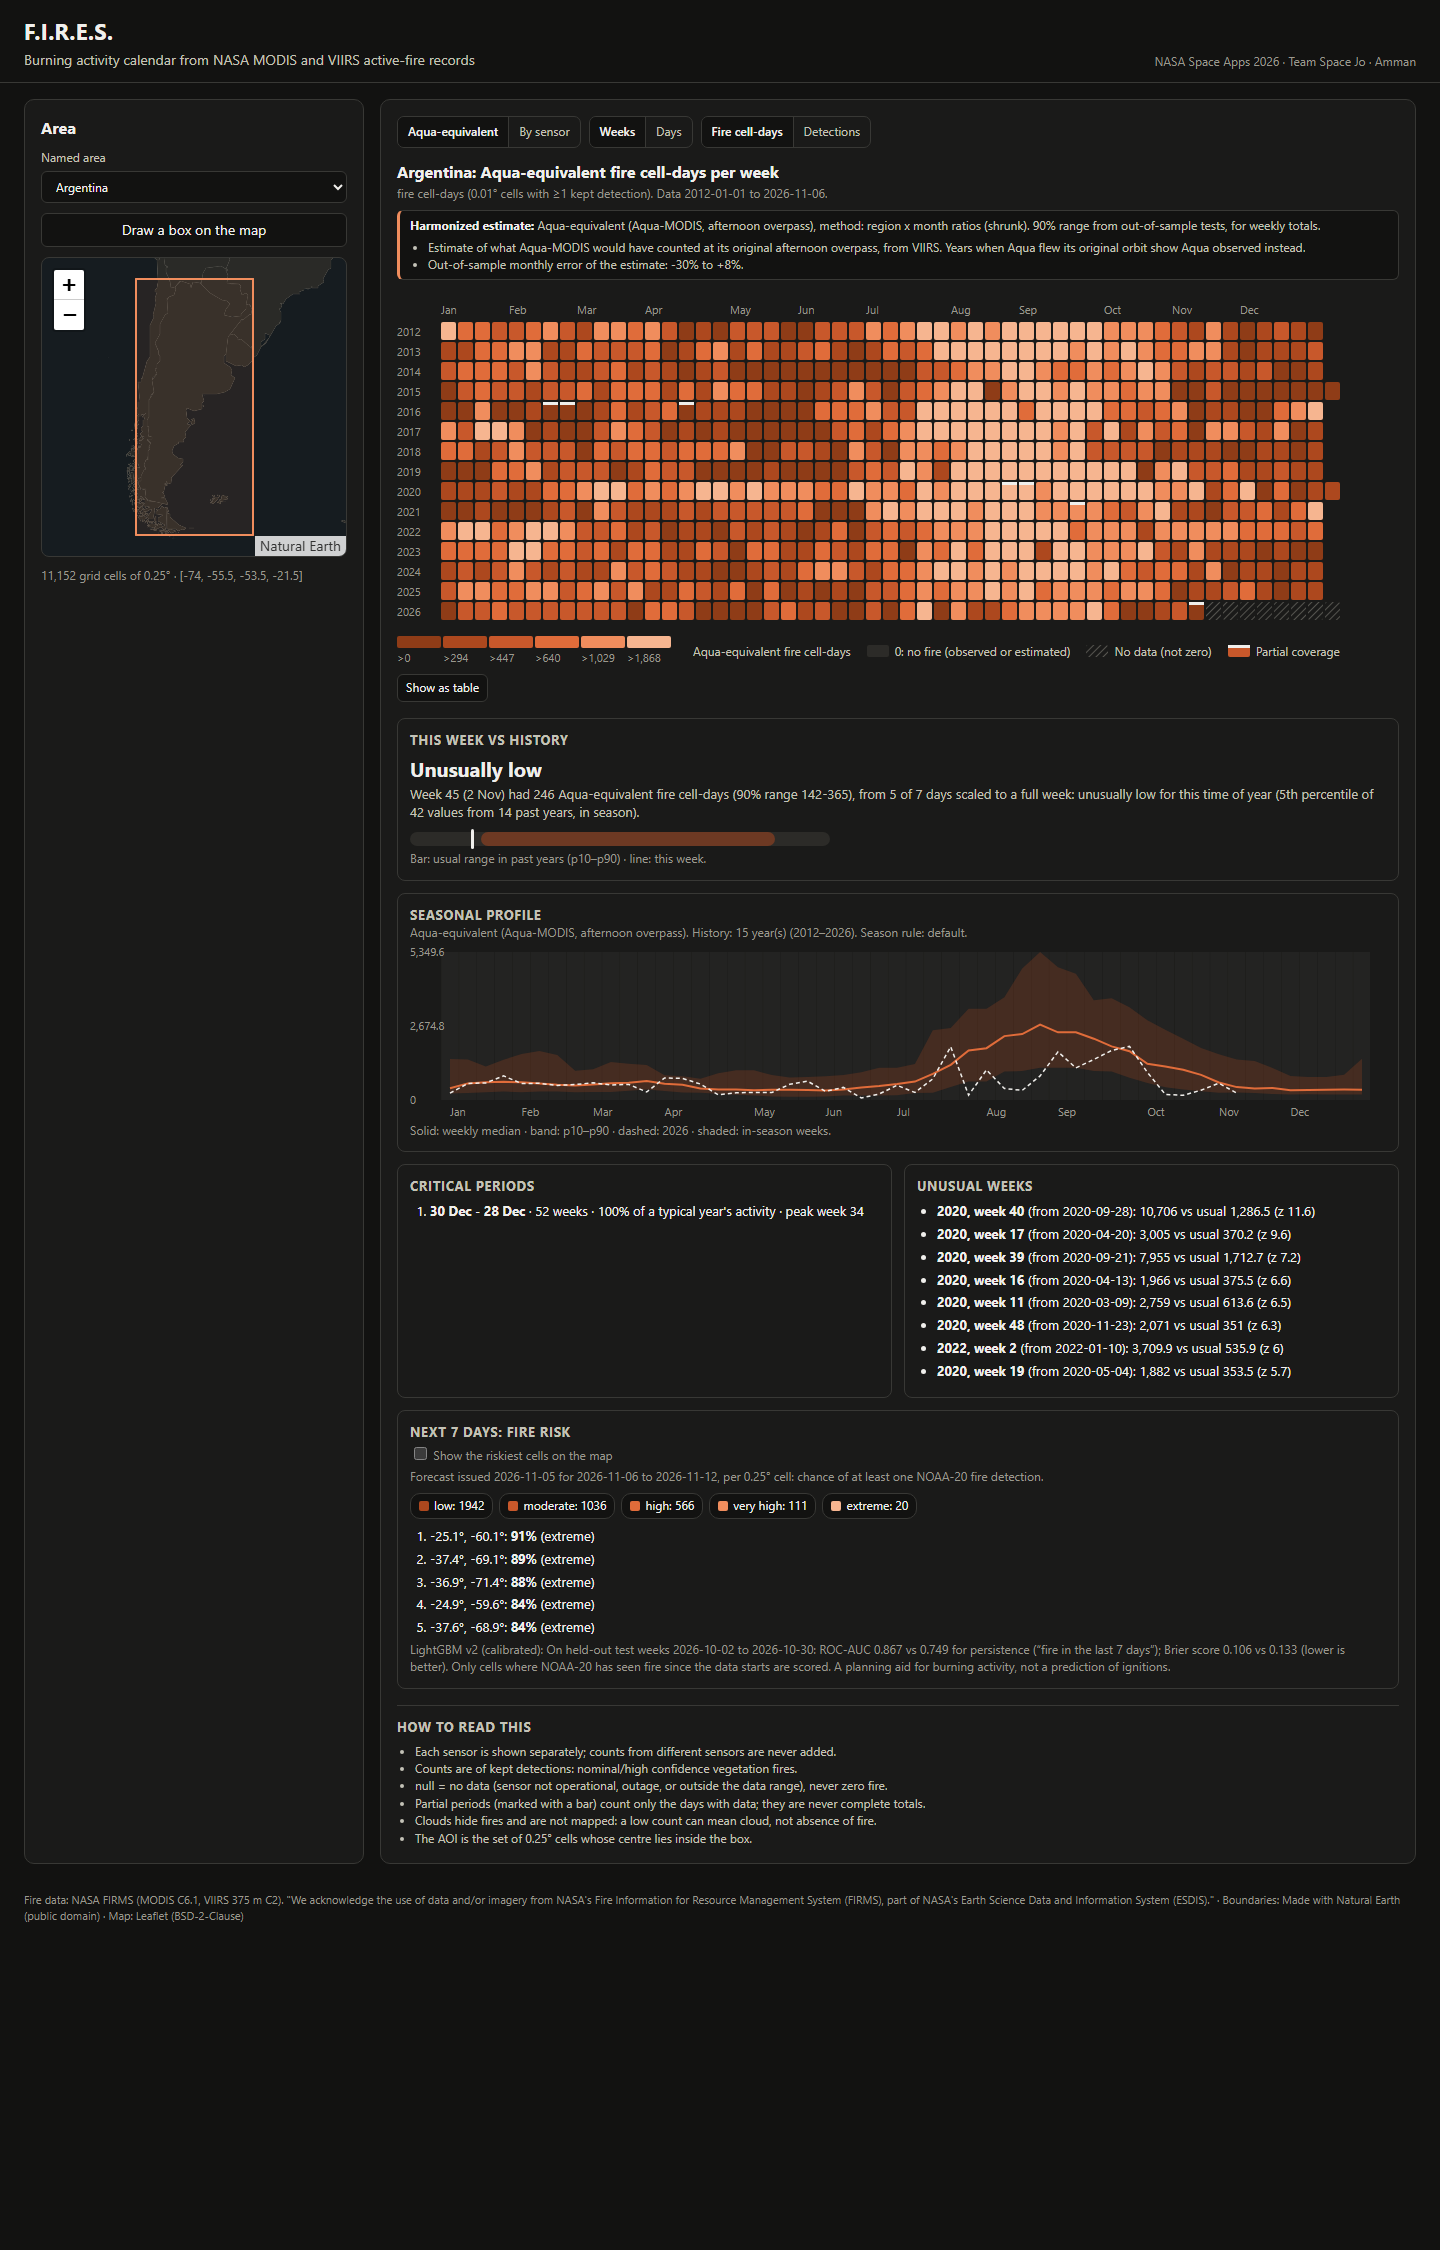 F.I.R.E.S.
Burning activity calendar from NASA MODIS and VIIRS active-fire records
NASA Space Apps 2026 · Team Space Jo · Amman
Area
Named area
Argentina
Draw a box on the map
+
−
Natural Earth
11,152 grid cells of 0.25° · [-74, -55.5, -53.5, -21.5]
Aqua-equivalent By sensor Weeks Days Fire cell-days Detections
Argentina: Aqua-equivalent fire cell-days per week
fire cell-days (0.01° cells with ≥1 kept detection). Data 2012-01-01 to 2026-11-06.
Harmonized estimate: Aqua-equivalent (Aqua-MODIS, afternoon overpass), method: region x month ratios (shrunk). 90% range from out-of-sample tests, for weekly totals.
• Estimate of what Aqua-MODIS would have counted at its original afternoon overpass, from VIIRS. Years when Aqua flew its original orbit show Aqua observed instead.
• Out-of-sample monthly error of the estimate: -30% to +8%.
Jan Feb Mar Apr May Jun Jul Aug Sep Oct Nov Dec
2012
2013
2014
2015
2016
2017
2018
2019
2020
2021
2022
2023
2024
2025
2026
>0 >294 >447 >640 >1,029 >1,868
Aqua-equivalent fire cell-days 0: no fire (observed or estimated) No data (not zero) Partial coverage
Show as table
THIS WEEK VS HISTORY
Unusually low
Week 45 (2 Nov) had 246 Aqua-equivalent fire cell-days (90% range 142-365), from 5 of 7 days scaled to a full week: unusually low for this time of year (5th percentile of
42 values from 14 past years, in season).
Bar: usual range in past years (p10–p90) · line: this week.
SEASONAL PROFILE
Aqua-equivalent (Aqua-MODIS, afternoon overpass). History: 15 year(s) (2012–2026). Season rule: default.
5,349.6
2,674.8
0
Jan Feb Mar Apr May Jun Jul Aug Sep Oct Nov Dec
Solid: weekly median · band: p10–p90 · dashed: 2026 · shaded: in-season weeks.
CRITICAL PERIODS
1. 30 Dec - 28 Dec · 52 weeks · 100% of a typical year's activity · peak week 34
UNUSUAL WEEKS
• 2020, week 40 (from 2020-09-28): 10,706 vs usual 1,286.5 (z 11.6)
• 2020, week 17 (from 2020-04-20): 3,005 vs usual 370.2 (z 9.6)
• 2020, week 39 (from 2020-09-21): 7,955 vs usual 1,712.7 (z 7.2)
• 2020, week 16 (from 2020-04-13): 1,966 vs usual 375.5 (z 6.6)
• 2020, week 11 (from 2020-03-09): 2,759 vs usual 613.6 (z 6.5)
• 2020, week 48 (from 2020-11-23): 2,071 vs usual 351 (z 6.3)
• 2022, week 2 (from 2022-01-10): 3,709.9 vs usual 535.9 (z 6)
• 2020, week 19 (from 2020-05-04): 1,882 vs usual 353.5 (z 5.7)
NEXT 7 DAYS: FIRE RISK
Show the riskiest cells on the map
Forecast issued 2026-11-05 for 2026-11-06 to 2026-11-12, per 0.25° cell: chance of at least one NOAA-20 fire detection.
low: 1942 moderate: 1036 high: 566 very high: 111 extreme: 20
1. -25.1°, -60.1°: 91% (extreme)
2. -37.4°, -69.1°: 89% (extreme)
3. -36.9°, -71.4°: 88% (extreme)
4. -24.9°, -59.6°: 84% (extreme)
5. -37.6°, -68.9°: 84% (extreme)
LightGBM v2 (calibrated): On held-out test weeks 2026-10-02 to 2026-10-30: ROC-AUC 0.867 vs 0.749 for persistence ("fire in the last 7 days"); Brier score 0.106 vs 0.133 (lower is
better). Only cells where NOAA-20 has seen fire since the data starts are scored. A planning aid for burning activity, not a prediction of ignitions.
HOW TO READ THIS
• Each sensor is shown separately; counts from different sensors are never added.
• Counts are of kept detections: nominal/high confidence vegetation fires.
• null = no data (sensor not operational, outage, or outside the data range), never zero fire.
• Partial periods (marked with a bar) count only the days with data; they are never complete totals.
• Clouds hide fires and are not mapped: a low count can mean cloud, not absence of fire.
• The AOI is the set of 0.25° cells whose centre lies inside the box.
Fire data: NASA FIRMS (MODIS C6.1, VIIRS 375 m C2). "We acknowledge the use of data and/or imagery from NASA's Fire Information for Resource Management System (FIRMS), part of NASA's Earth Science Data and Information System (ESDIS)." · Boundaries: Made with Natural Earth
(public domain) · Map: Leaflet (BSD-2-Clause)